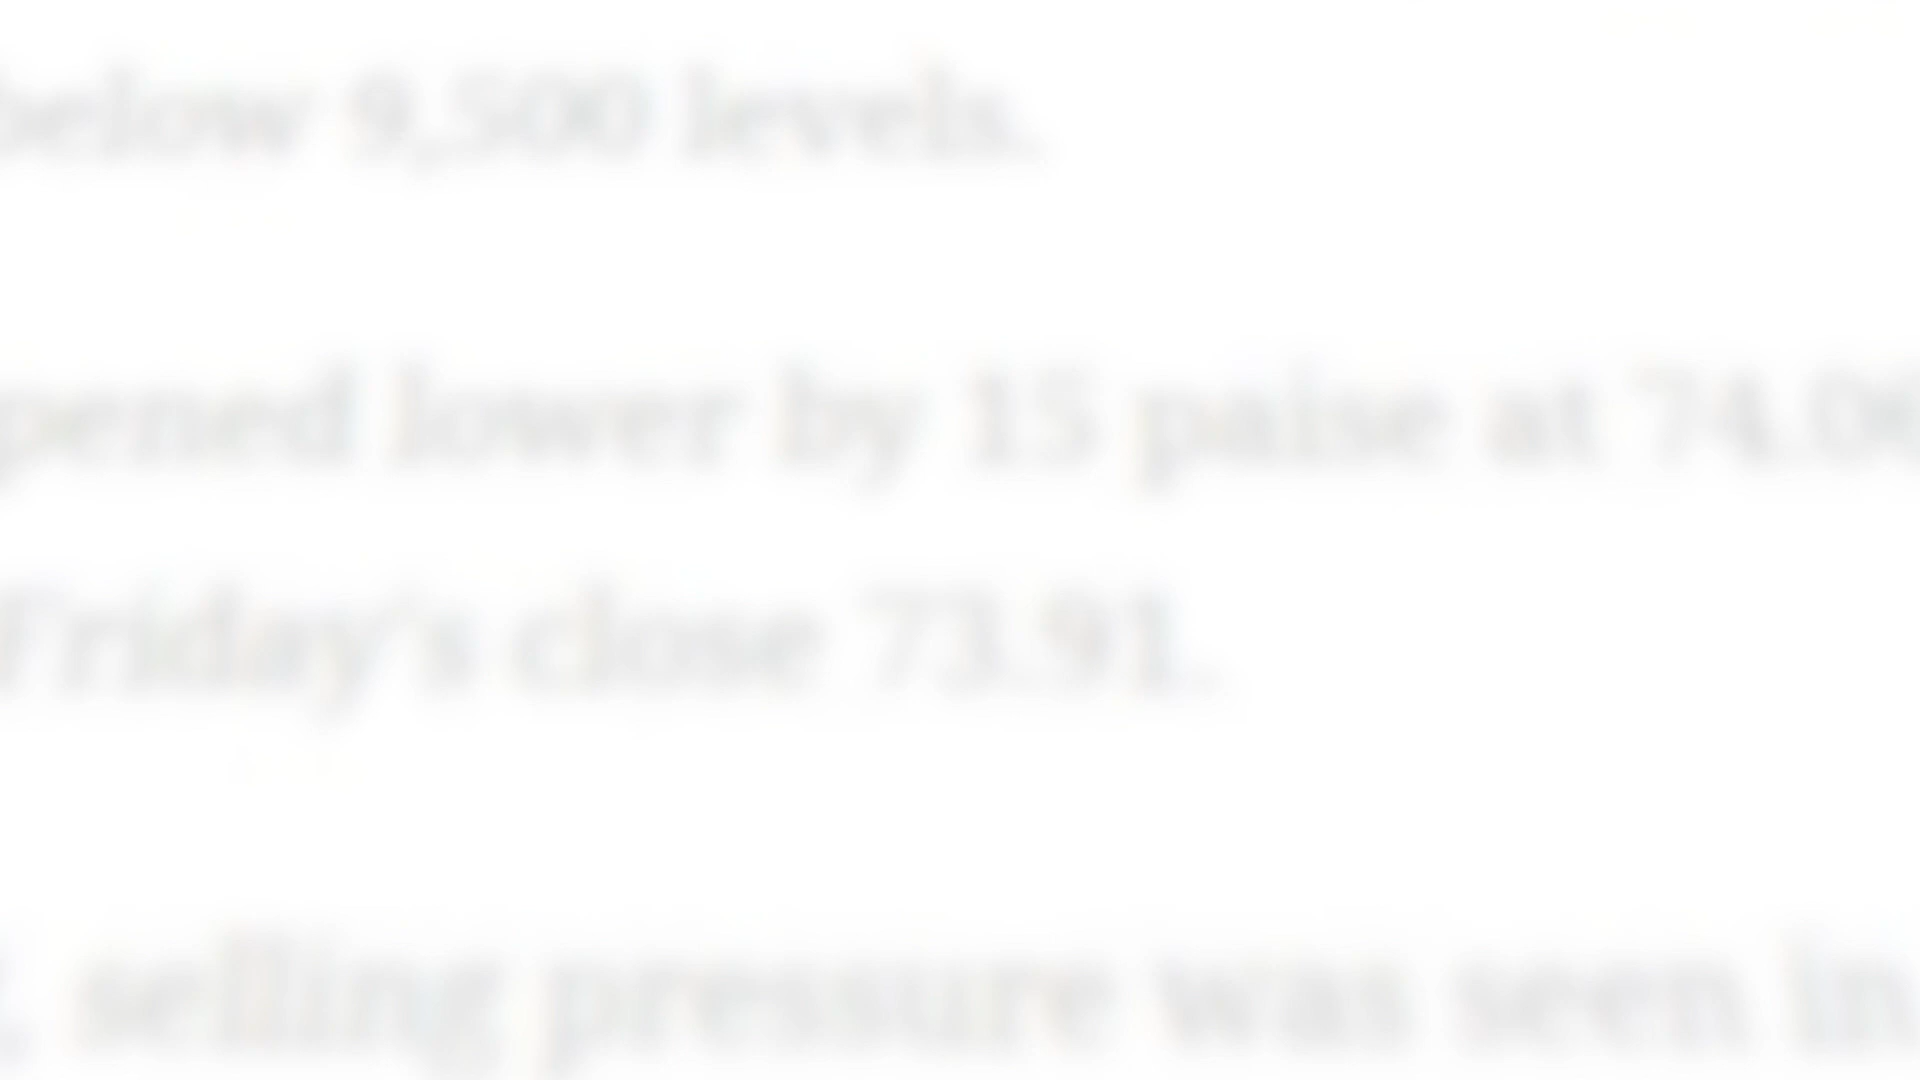 below 9,500 levels.
pened lower by 15 paise at 74.06
Friday's close 73.91.
, selling pressure was seen in